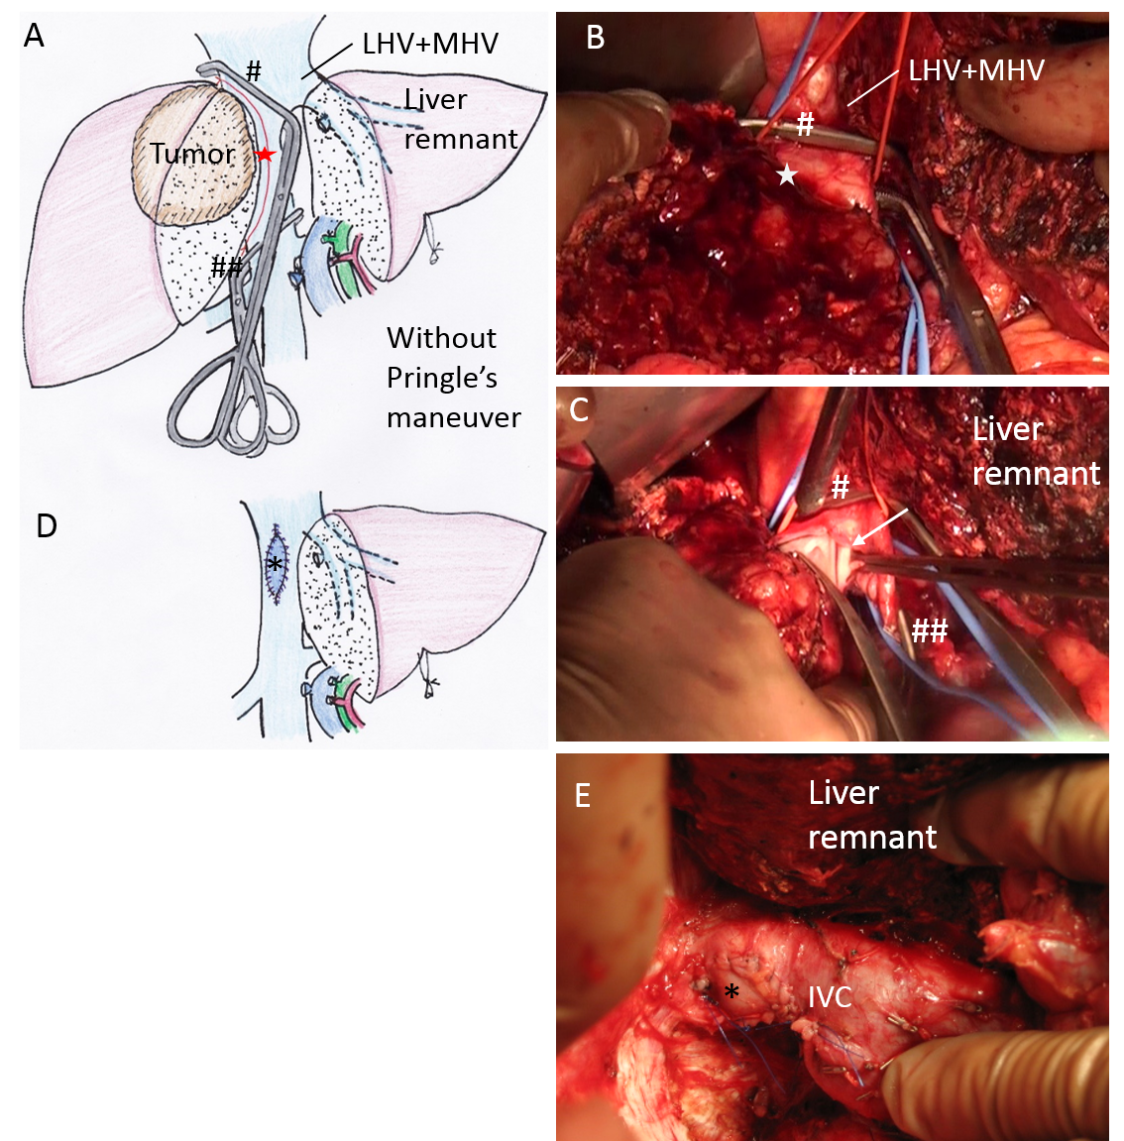 A
LHV+MHV
#
Liver
remnant
Tumor
##
Without
Pringle's
maneuver
B
LHV+MHV
#
C
Liver
remnant
#
##
D
*
E
Liver
remnant
*
IVC